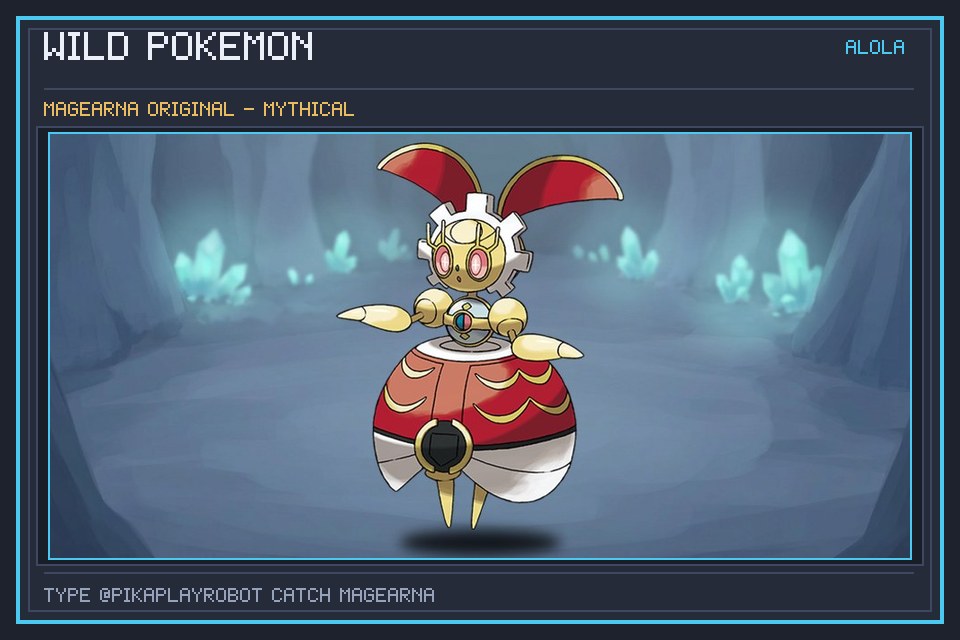 WILD POKEMON
ALOLA
MAGEARNA ORIGINAL - MYTHICAL
TYPE @PIKAPLAYROBOT CATCH MAGEARNA